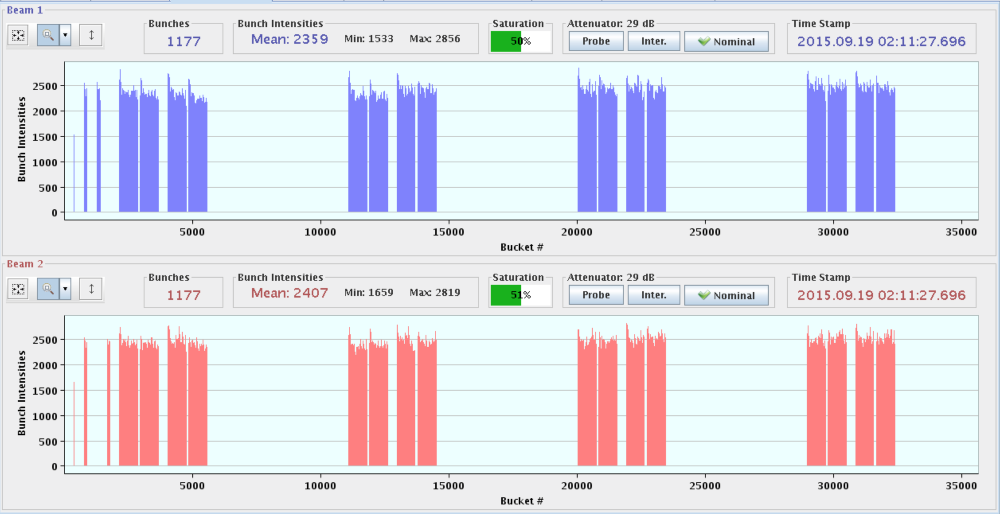 Beam 1
Bunches
1177
Bunch Intensities
Mean: 2359 Min: 1533 Max: 2856
Saturation
50%
Attenuator: 29 dB
Probe Inter. Nominal
Time Stamp
2015.09.19 02:11:27.696
Bunch Intensities
2500
2000
1500
1000
500
0
5000 10000 15000 20000 25000 30000 35000
Bucket #
Beam 2
Bunches
1177
Bunch Intensities
Mean: 2407 Min: 1659 Max: 2819
Saturation
51%
Attenuator: 29 dB
Probe Inter. Nominal
Time Stamp
2015.09.19 02:11:27.696
Bunch Intensities
2500
2000
1500
1000
500
0
5000 10000 15000 20000 25000 30000 35000
Bucket #